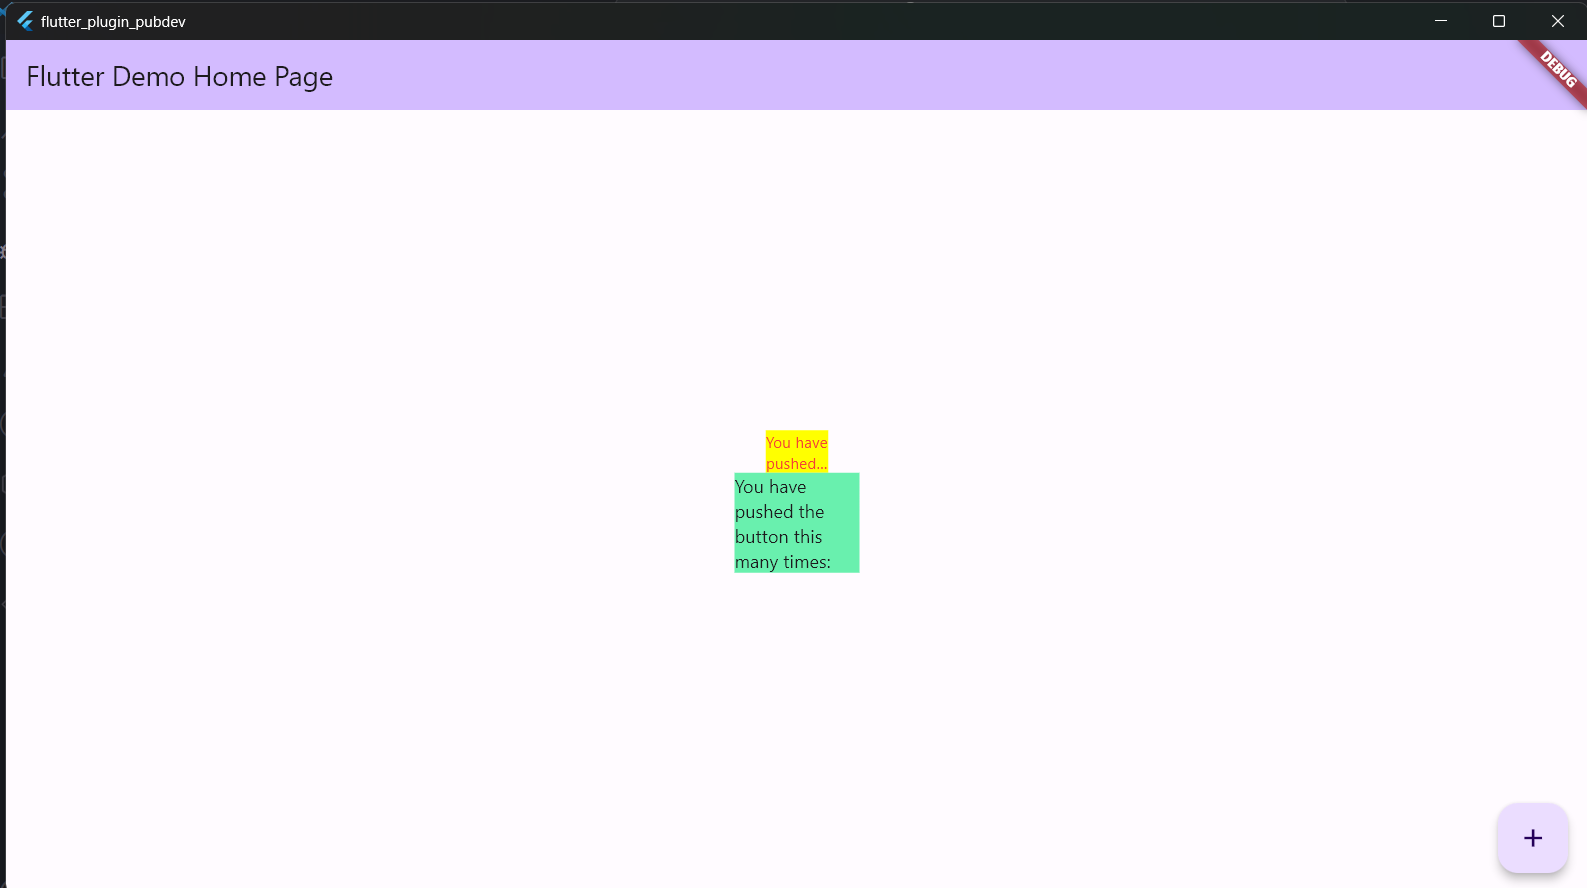 flutter_plugin_pubdev
Flutter Demo Home Page
DEBUG
You have
pushed...
You have
pushed the
button this
many times:
+